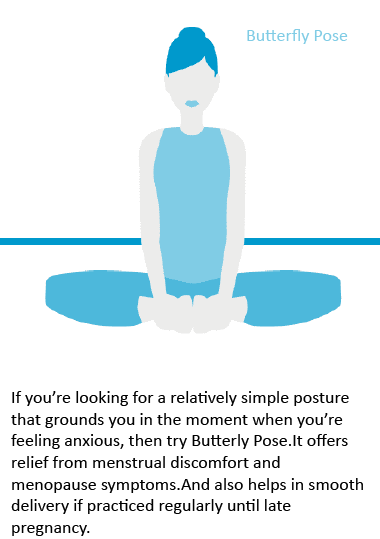 Butterfly Pose
If you're looking for a relatively simple posture
that grounds you in the moment when you're
feeling anxious, then try Butterly Pose.It offers
relief from menstrual discomfort and
menopause symptoms.And also helps in smooth
delivery if practiced regularly until late
pregnancy.